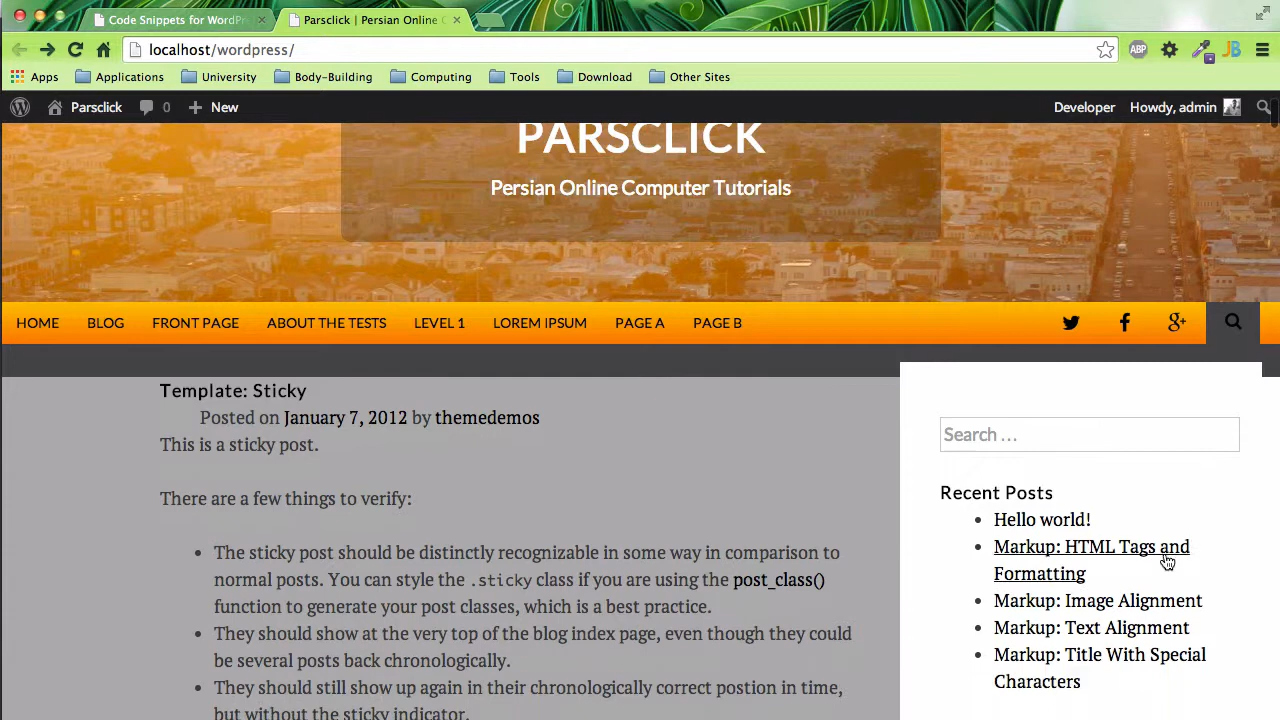 Code Snippets for WordPr
Parsclick | Persian Online C
localhost/wordpress/
ABP
JB
Apps
Applications
University
Body-Building
Computing
Tools
Download
Other Sites
Parsclick
0
New
Developer
Howdy, admin
PARSCLICK
Persian Online Computer Tutorials
HOME
BLOG
FRONT PAGE
ABOUT THE TESTS
LEVEL 1
LOREM IPSUM
PAGE A
PAGE B
Template: Sticky
Posted on January 7, 2012 by themedemos
This is a sticky post.
There are a few things to verify:
The sticky post should be distinctly recognizable in some way in comparison to
normal posts. You can style the .sticky class if you are using the post_class()
function to generate your post classes, which is a best practice.
They should show at the very top of the blog index page, even though they could
be several posts back chronologically.
They should still show up again in their chronologically correct postion in time,
but without the sticky indicator.
Search …
Recent Posts
Hello world!
Markup: HTML Tags and
Formatting
Markup: Image Alignment
Markup: Text Alignment
Markup: Title With Special
Characters